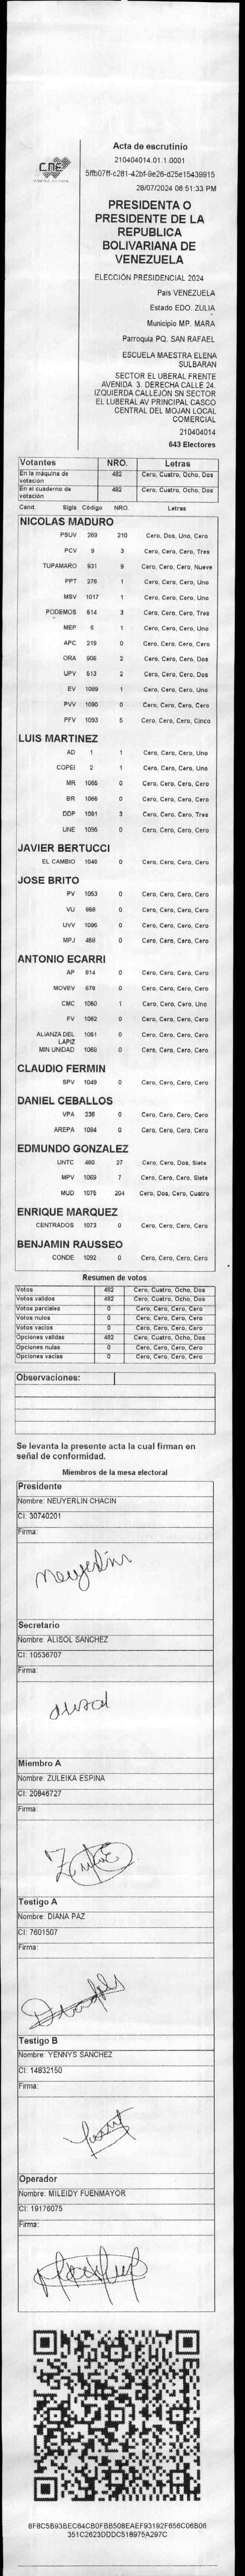 CNE
Acta de escrutinio
210404014.01.1.0001
5ffb07ff-c281-42bf-9e26-d25e15439915
28/07/2024 06:51:33 PM
PRESIDENTA O
PRESIDENTE DE LA
REPUBLICA
BOLIVARIANA DE
VENEZUELA
ELECCIÓN PRESIDENCIAL 2024
País VENEZUELA
Estado EDO. ZULIA
Municipio MP. MARA
Parroquia PQ. SAN RAFAEL
ESCUELA MAESTRA ELENA
SULBARAN
SECTOR EL UBERAL FRENTE
AVENIDA 3. DERECHA CALLE 24.
IZQUIERDA CALLEJÓN SN SECTOR
EL LUBERAL AV PRINCIPAL CASCO
CENTRAL DEL MOJAN LOCAL
COMERCIAL
210404014
643 Electores
Votantes NRO. Letras
En la máquina de votación 482 Cero, Cuatro, Ocho, Dos
En el cuaderno de votación 482 Cero, Cuatro, Ocho, Dos
Cand. Sigla Código NRO. Letras
NICOLAS MADURO
PSUV 269 210 Cero, Dos, Uno, Cero
PCV 9 3 Cero, Cero, Cero, Tres
TUPAMARO 931 9 Cero, Cero, Cero, Nueve
PPT 276 1 Cero, Cero, Cero, Uno
MSV 1017 1 Cero, Cero, Cero, Uno
PODEMOS 514 3 Cero, Cero, Cero, Tres
MEP 6 1 Cero, Cero, Cero, Uno
APC 219 0 Cero, Cero, Cero, Cero
ORA 906 2 Cero, Cero, Cero, Dos
UPV 513 2 Cero, Cero, Cero, Dos
EV 1089 1 Cero, Cero, Cero, Uno
PVV 1090 0 Cero, Cero, Cero, Cero
PFV 1093 5 Cero, Cero, Cero, Cinco
LUIS MARTINEZ
AD 1 1 Cero, Cero, Cero, Uno
COPEI 2 1 Cero, Cero, Cero, Uno
MR 1065 0 Cero, Cero, Cero, Cero
BR 1066 0 Cero, Cero, Cero, Cero
DDP 1091 3 Cero, Cero, Cero, Tres
UNE 1095 0 Cero, Cero, Cero, Cero
JAVIER BERTUCCI
EL CAMBIO 1048 0 Cero, Cero, Cero, Cero
JOSE BRITO
PV 1053 0 Cero, Cero, Cero, Cero
VU 968 0 Cero, Cero, Cero, Cero
UVV 1096 0 Cero, Cero, Cero, Cero
MPJ 458 0 Cero, Cero, Cero, Cero
ANTONIO ECARRI
AP 914 0 Cero, Cero, Cero, Cero
MOVEV 978 0 Cero, Cero, Cero, Cero
CMC 1050 1 Cero, Cero, Cero, Uno
FV 1062 0 Cero, Cero, Cero, Cero
ALIANZA DEL LAPIZ 1051 0 Cero, Cero, Cero, Cero
MIN UNIDAD 1069 0 Cero, Cero, Cero, Cero
CLAUDIO FERMIN
SPV 1049 0 Cero, Cero, Cero, Cero
DANIEL CEBALLOS
VPA 236 0 Cero, Cero, Cero, Cero
AREPA 1094 0 Cero, Cero, Cero, Cero
EDMUNDO GONZALEZ
UNTC 460 27 Cero, Cero, Dos, Siete
MPV 1069 7 Cero, Cero, Cero, Siete
MUD 1075 204 Cero, Dos, Cero, Cuatro
ENRIQUE MARQUEZ
CENTRADOS 1073 0 Cero, Cero, Cero, Cero
BENJAMIN RAUSSEO
CONDE 1092 0 Cero, Cero, Cero, Cero
Resumen de votos
Votos 482 Cero, Cuatro, Ocho, Dos
Votos validos 482 Cero, Cuatro, Ocho, Dos
Votos parciales 0 Cero, Cero, Cero, Cero
Votos nulos 0 Cero, Cero, Cero, Cero
Votos vacios 0 Cero, Cero, Cero, Cero
Opciones validas 482 Cero, Cuatro, Ocho, Dos
Opciones nulas 0 Cero, Cero, Cero, Cero
Opciones vacias 0 Cero, Cero, Cero, Cero
Observaciones:
Se levanta la presente acta la cual firman en
señal de conformidad.
Miembros de la mesa electoral
Presidente
Nombre: NEUYERLIN CHACIN
CI: 30740201
Firma:
Neuyerlin
Secretario
Nombre: ALISOL SANCHEZ
CI: 10536707
Firma:
Miembro A
Nombre: ZULEIKA ESPINA
CI: 20846727
Firma:
Testigo A
Nombre: DIANA PAZ
CI: 7601507
Firma:
Testigo B
Nombre: YENNYS SANCHEZ
CI: 14832150
Firma:
Operador
Nombre: MILEIDY FUENMAYOR
CI: 19176075
Firma:
6F8C5B93BEC64CB0FBB508EAEF93192F656C06B06
351C2623DDDC518975A297C